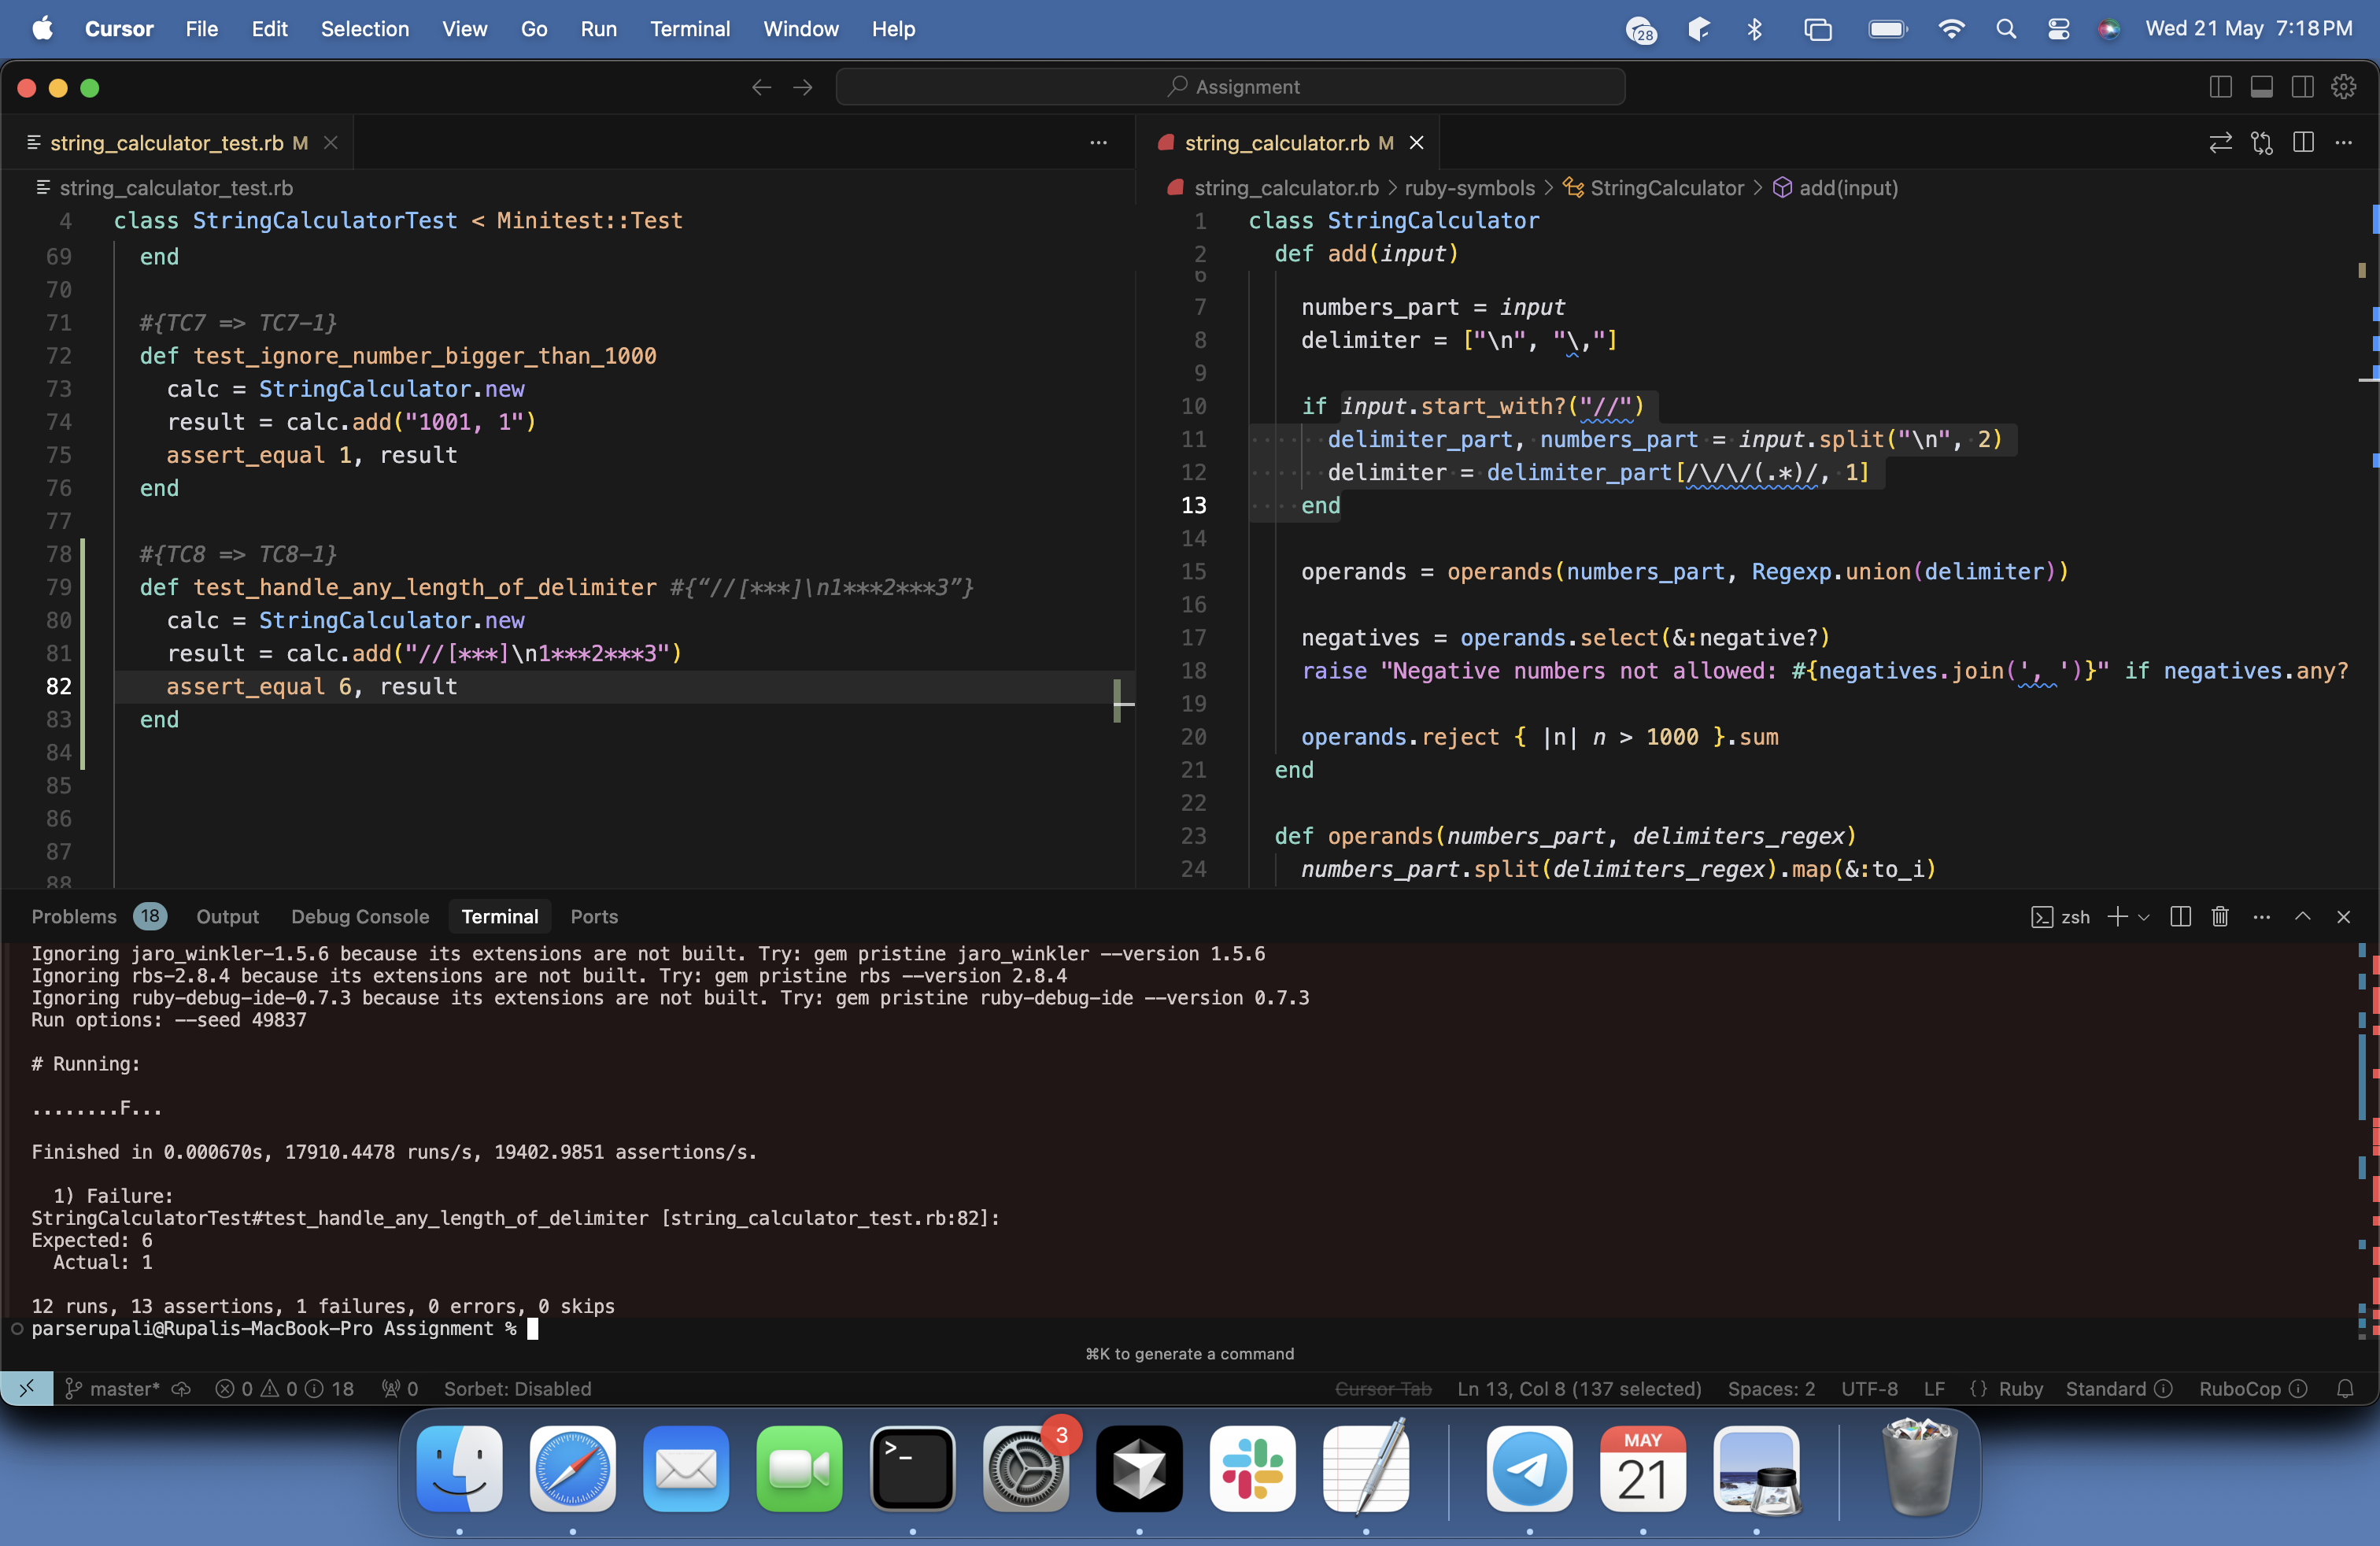 Cursor File Edit Selection View Go Run Terminal Window Help 28 Wed 21 May 7:18 PM
Assignment
string_calculator_test.rb M
string_calculator_test.rb
4 class StringCalculatorTest < Minitest::Test
69 end
70
71 #{TC7 => TC7-1}
72 def test_ignore_number_bigger_than_1000
73 calc = StringCalculator.new
74 result = calc.add("1001, 1")
75 assert_equal 1, result
76 end
77
78 #{TC8 => TC8-1}
79 def test_handle_any_length_of_delimiter #{“//[***]\n1***2***3”}
80 calc = StringCalculator.new
81 result = calc.add("//[***]\n1***2***3")
82 assert_equal 6, result
83 end
84
85
86
87
88
string_calculator.rb M
string_calculator.rb > ruby-symbols > StringCalculator > add(input)
1 class StringCalculator
2 def add(input)
6
7 numbers_part = input
8 delimiter = ["\n", "\,"]
9
10 if input.start_with?("//")
11 delimiter_part, numbers_part = input.split("\n", 2)
12 delimiter = delimiter_part[/\/\/(.*)/, 1]
13 end
14
15 operands = operands(numbers_part, Regexp.union(delimiter))
16
17 negatives = operands.select(&:negative?)
18 raise "Negative numbers not allowed: #{negatives.join(', ')}" if negatives.any?
19
20 operands.reject { |n| n > 1000 }.sum
21 end
22
23 def operands(numbers_part, delimiters_regex)
24 numbers_part.split(delimiters_regex).map(&:to_i)
Problems 18 Output Debug Console Terminal Ports zsh
Ignoring jaro_winkler-1.5.6 because its extensions are not built. Try: gem pristine jaro_winkler --version 1.5.6
Ignoring rbs-2.8.4 because its extensions are not built. Try: gem pristine rbs --version 2.8.4
Ignoring ruby-debug-ide-0.7.3 because its extensions are not built. Try: gem pristine ruby-debug-ide --version 0.7.3
Run options: --seed 49837
# Running:
........F...
Finished in 0.000670s, 17910.4478 runs/s, 19402.9851 assertions/s.
1) Failure:
StringCalculatorTest#test_handle_any_length_of_delimiter [string_calculator_test.rb:82]:
Expected: 6
Actual: 1
12 runs, 13 assertions, 1 failures, 0 errors, 0 skips
parserupali@Rupalis-MacBook-Pro Assignment %
⌘K to generate a command
master* 0 0 18 0 Sorbet: Disabled Cursor Tab Ln 13, Col 8 (137 selected) Spaces: 2 UTF-8 LF {} Ruby Standard RuboCop
3
MAY
21